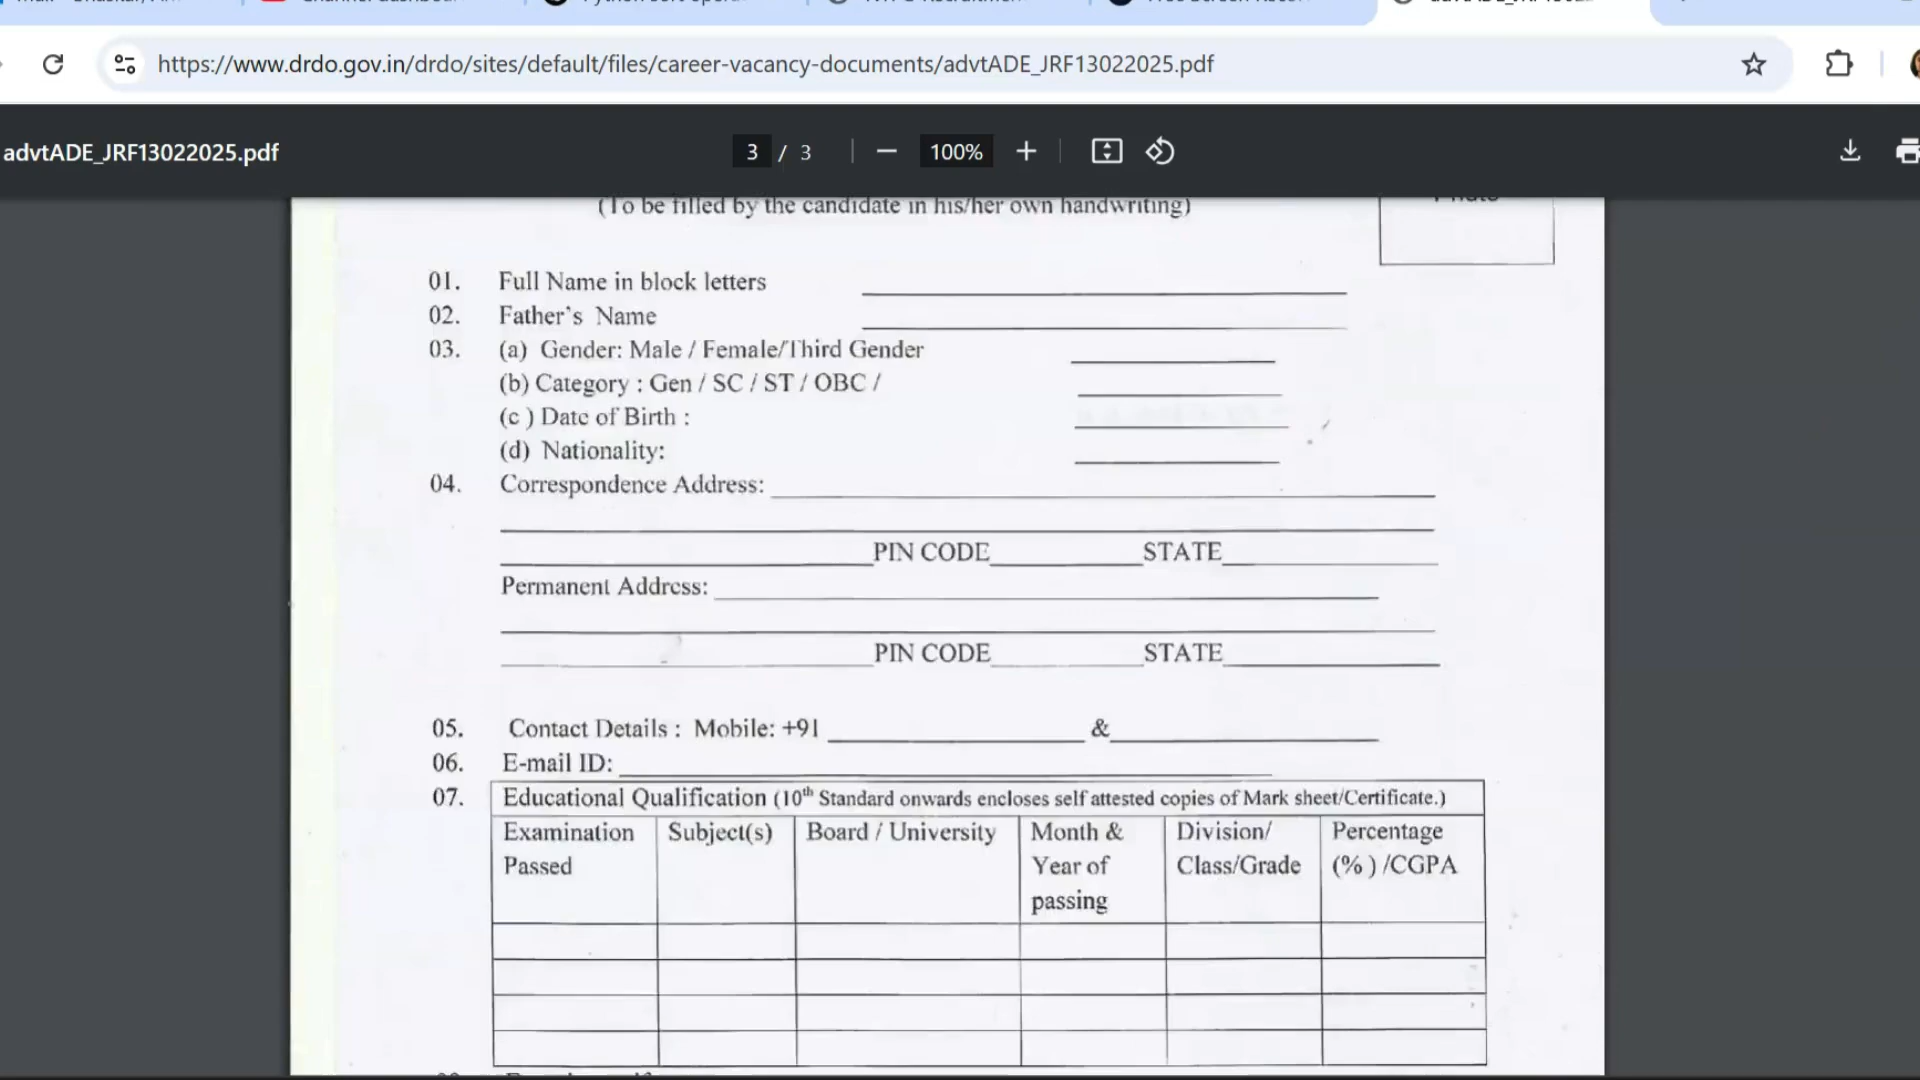 https://www.drdo.gov.in/drdo/sites/default/files/career-vacancy-documents/advtADE_JRF13022025.pdf
advtADE_JRF13022025.pdf
3 / 3
100%
(To be filled by the candidate in his/her own handwriting)
Photo
01. Full Name in block letters
02. Father's Name
03. (a) Gender: Male / Female/Third Gender
(b) Category : Gen / SC / ST / OBC /
(c ) Date of Birth :
(d) Nationality:
04. Correspondence Address:
PIN CODE STATE
Permanent Address:
PIN CODE STATE
05. Contact Details : Mobile: +91 &
06. E-mail ID:
07. Educational Qualification (10th Standard onwards encloses self attested copies of Mark sheet/Certificate.)
Examination Passed
Subject(s)
Board / University
Month & Year of passing
Division/ Class/Grade
Percentage (% ) /CGPA